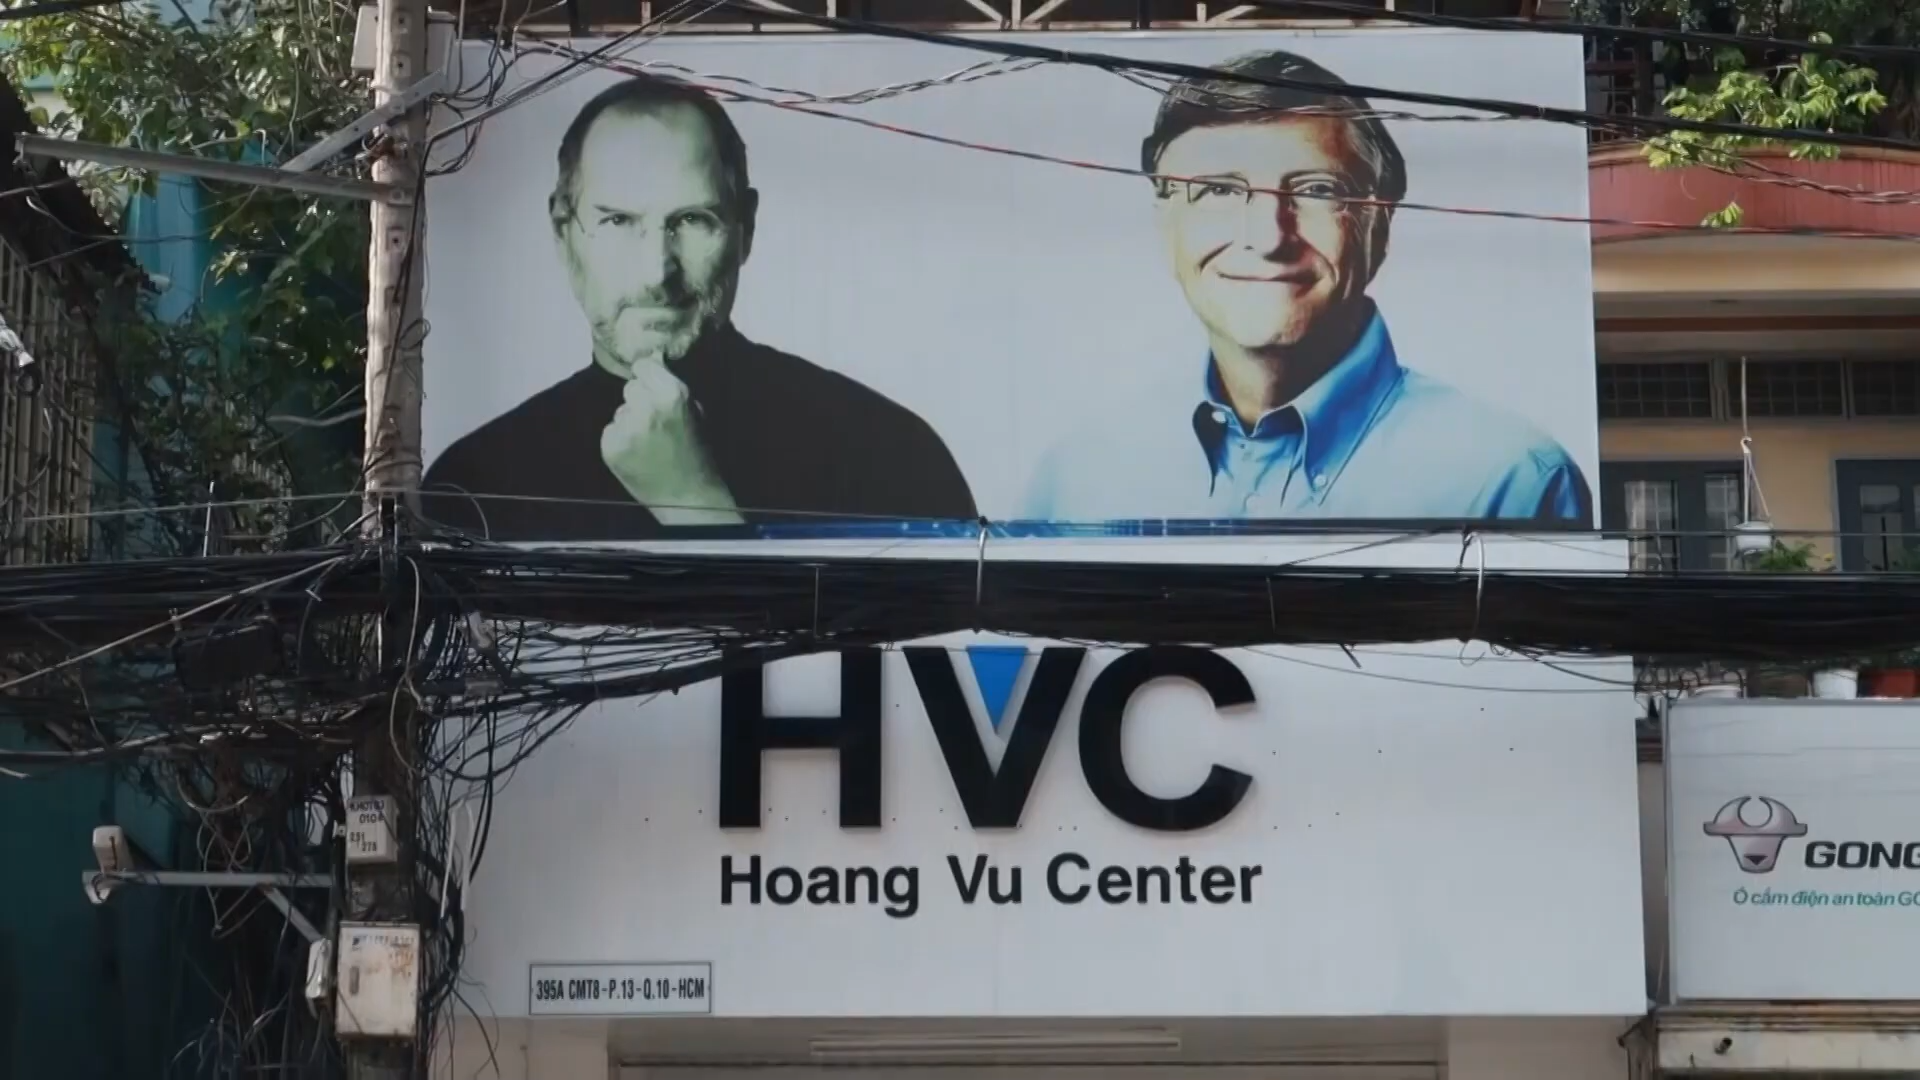 HVC
Hoang Vu Center
395A CMT8-P.13-Q.10-HCM
GONG
Ổ cắm điện an toàn GO